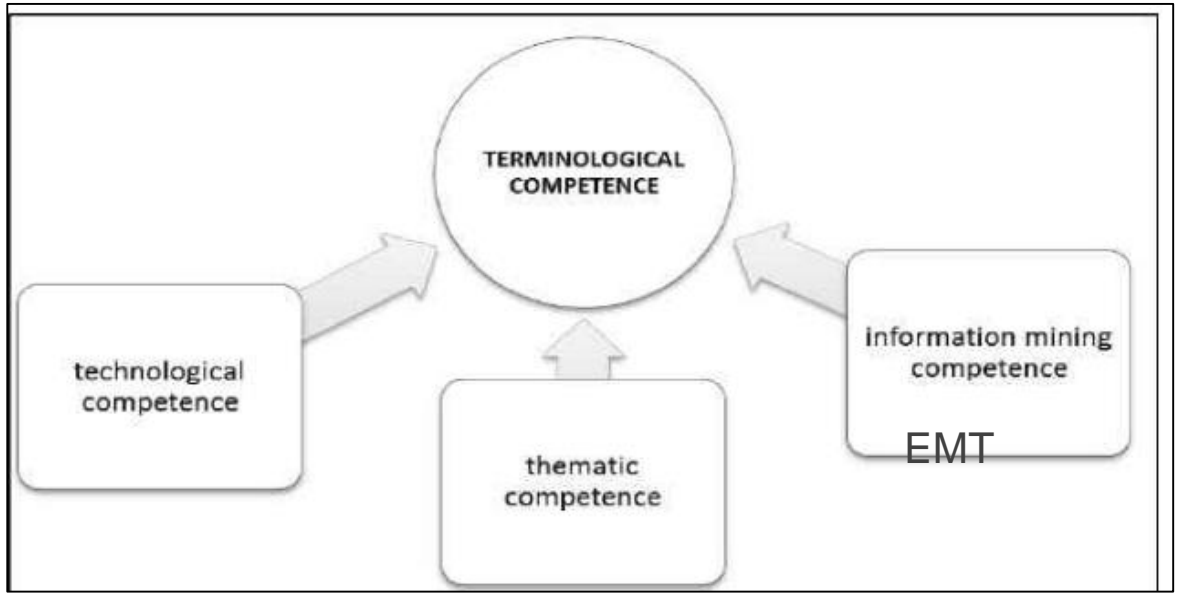 TERMINOLOGICAL
COMPETENCE
technological
competence
thematic
competence
information mining
competence
EMT